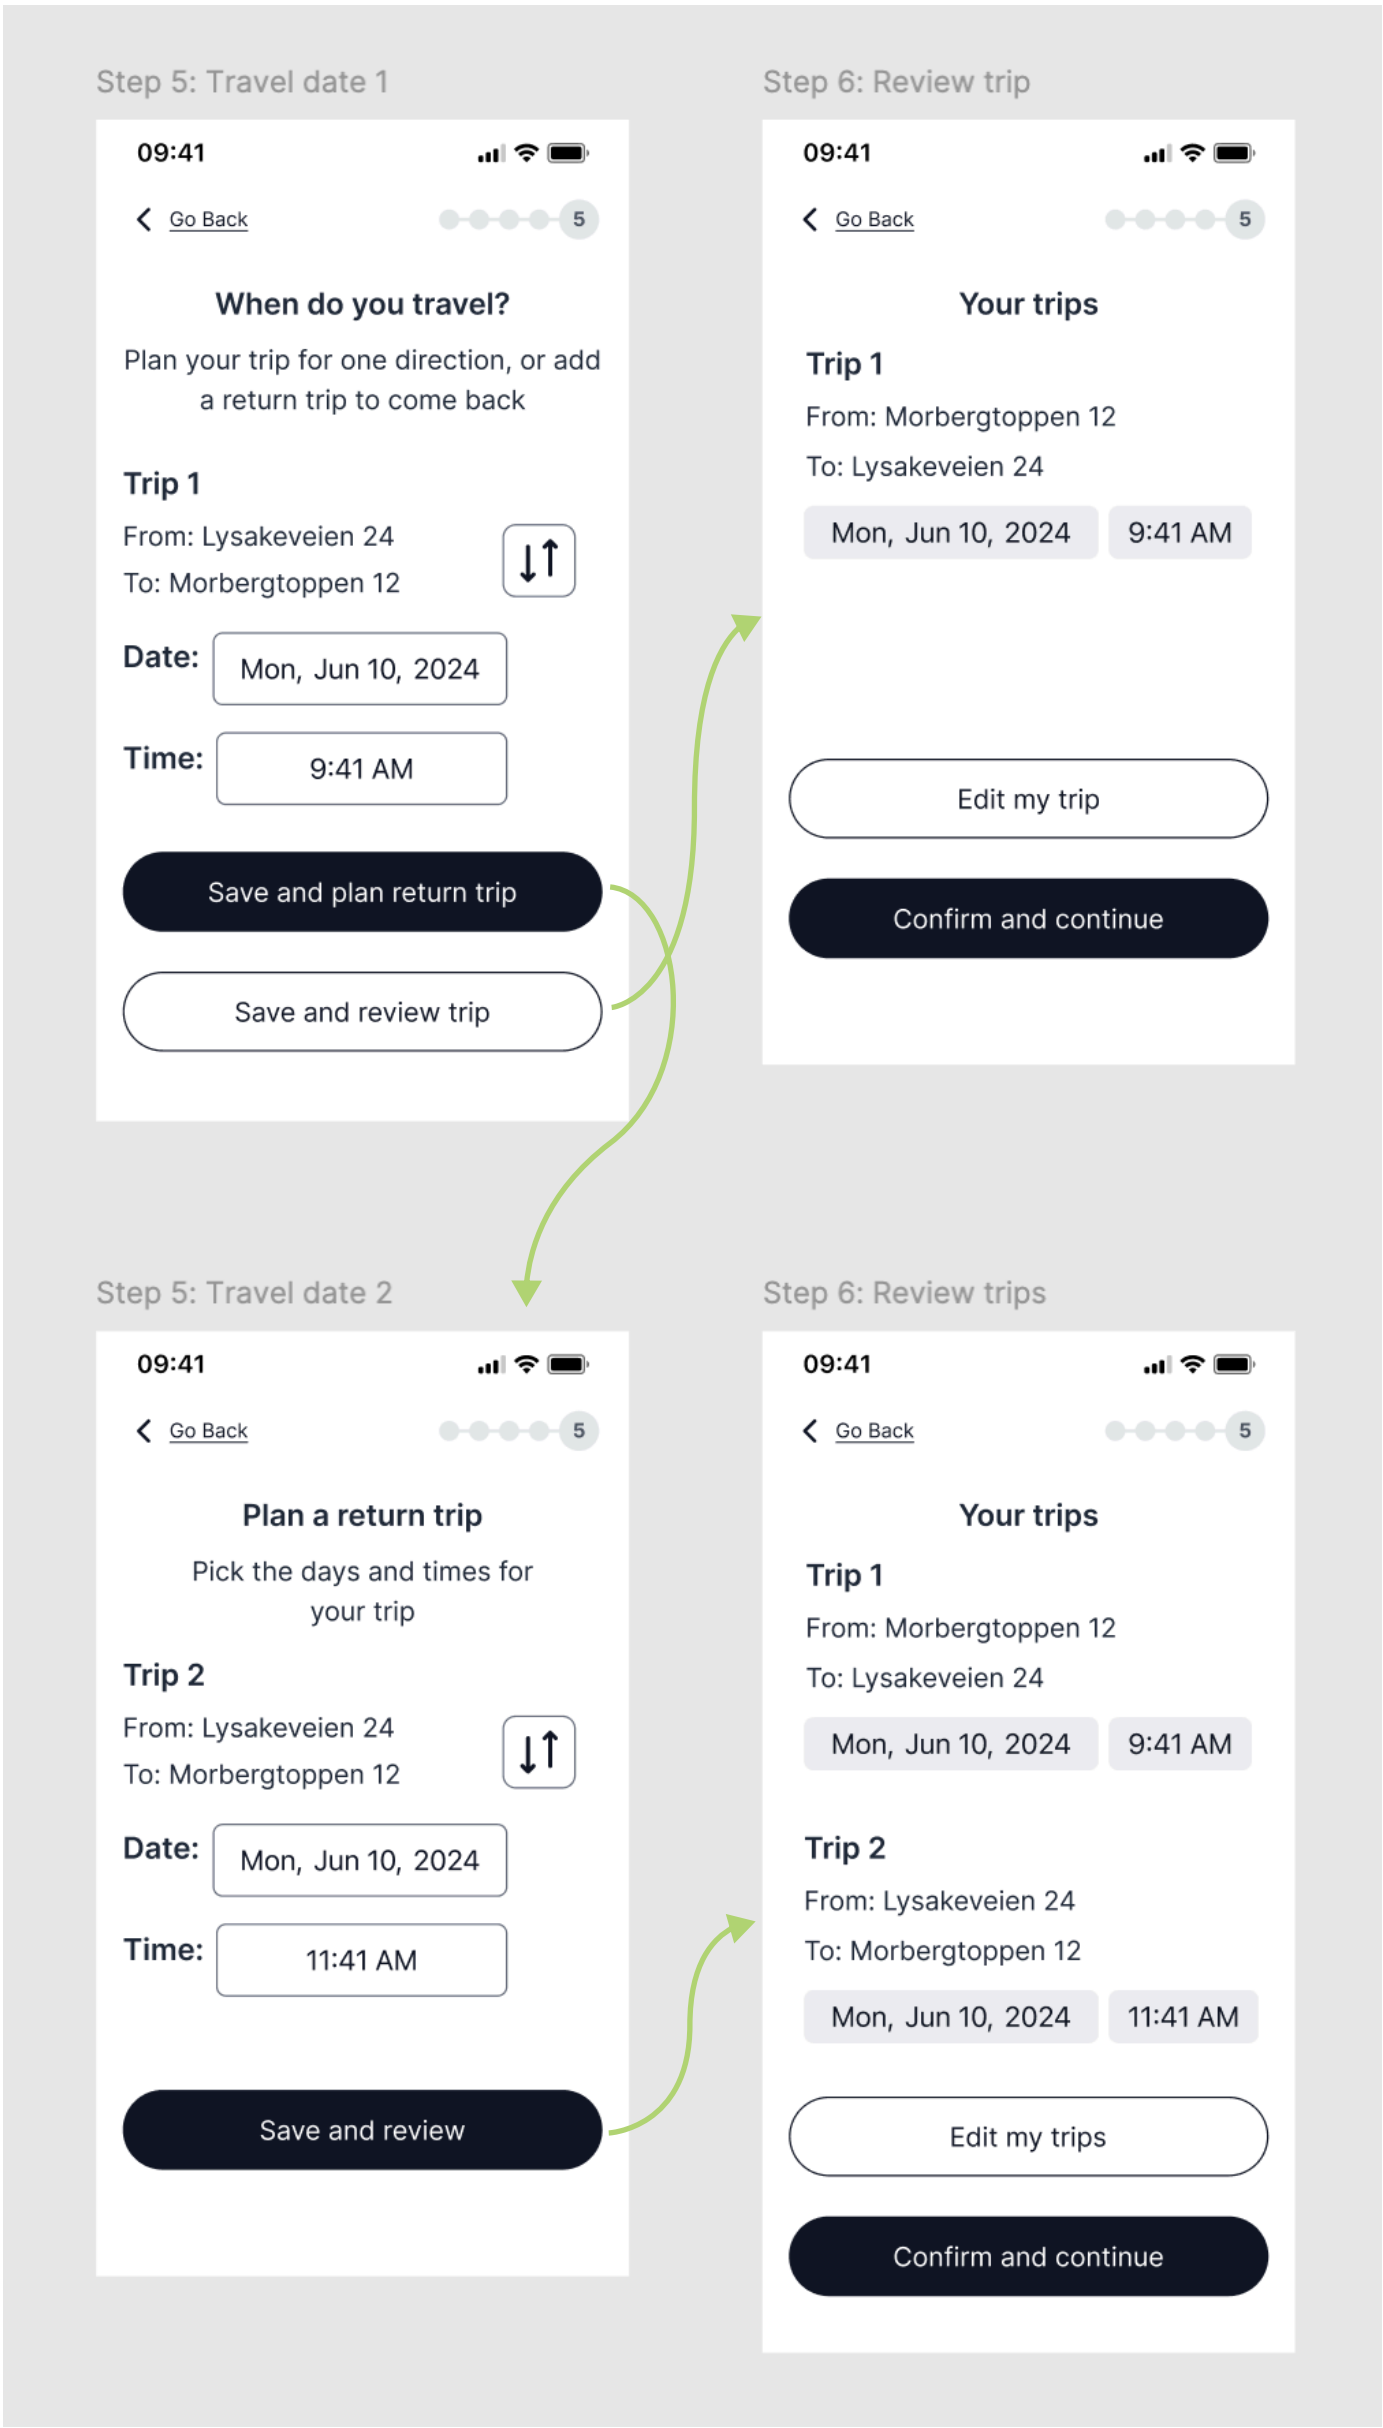 Step 5: Travel date 1
09:41
Go Back
5
When do you travel?
Plan your trip for one direction, or add
a return trip to come back
Trip 1
From: Lysakeveien 24
To: Morbergtoppen 12
Date:
Mon, Jun 10, 2024
Time:
9:41 AM
Save and plan return trip
Save and review trip
Step 6: Review trip
09:41
Go Back
5
Your trips
Trip 1
From: Morbergtoppen 12
To: Lysakeveien 24
Mon, Jun 10, 2024
9:41 AM
Edit my trip
Confirm and continue
Step 5: Travel date 2
09:41
Go Back
5
Plan a return trip
Pick the days and times for
your trip
Trip 2
From: Lysakeveien 24
To: Morbergtoppen 12
Date:
Mon, Jun 10, 2024
Time:
11:41 AM
Save and review
Step 6: Review trips
09:41
Go Back
5
Your trips
Trip 1
From: Morbergtoppen 12
To: Lysakeveien 24
Mon, Jun 10, 2024
9:41 AM
Trip 2
From: Lysakeveien 24
To: Morbergtoppen 12
Mon, Jun 10, 2024
11:41 AM
Edit my trips
Confirm and continue